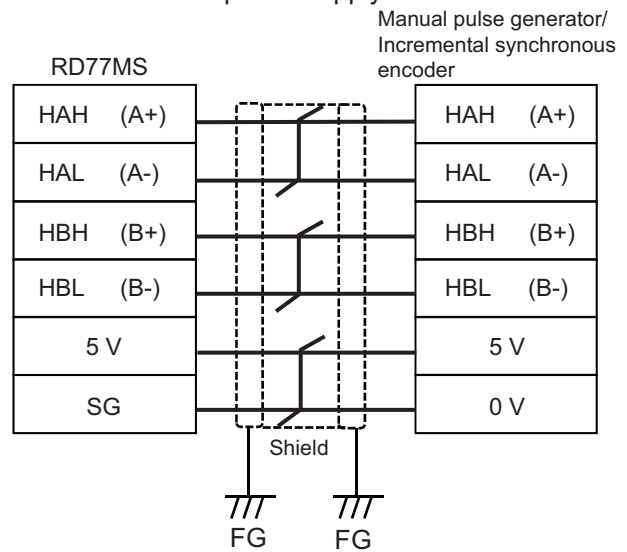 Manual pulse generator/
Incremental synchronous
encoder
RD77MS
HAH (A+)
HAH (A+)
HAL (A-)
HAL (A-)
HBH (B+)
HBH (B+)
HBL (B-)
HBL (B-)
5 V
5 V
SG
0 V
Shield
FG
FG